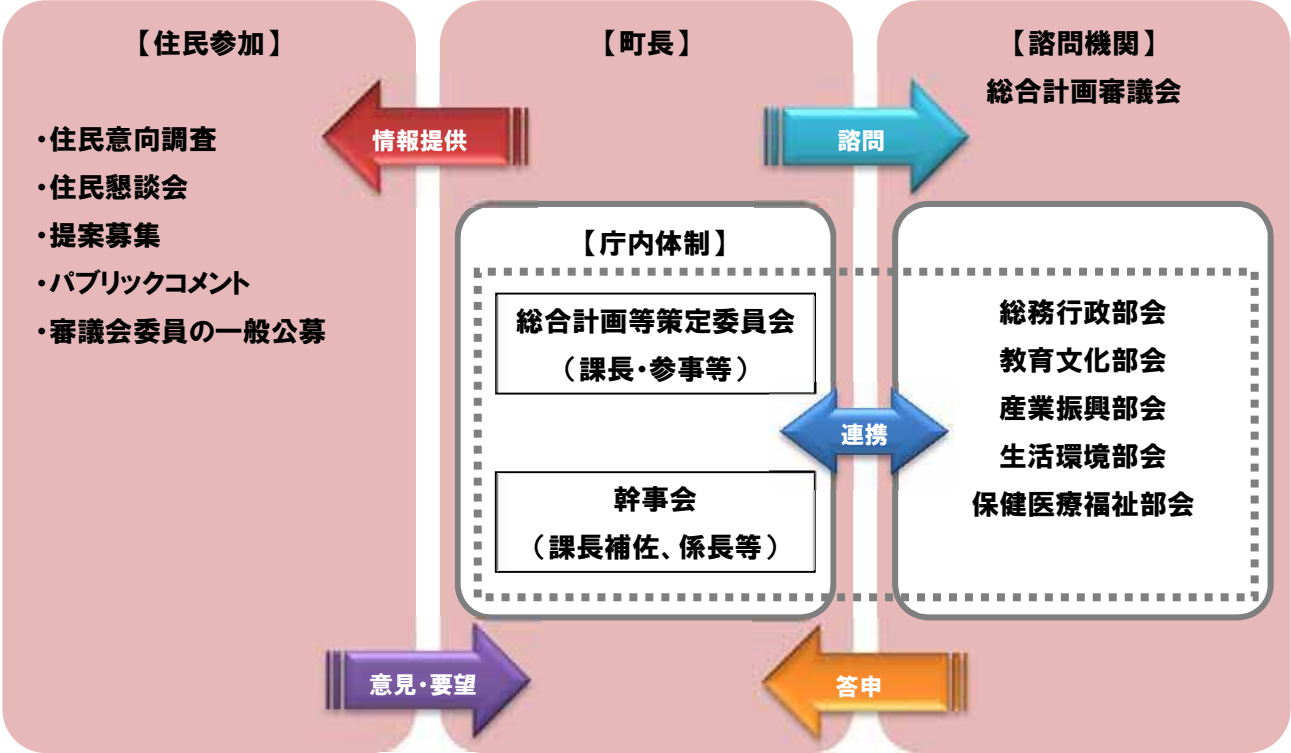 【住民参加】
・住民意向調査
・住民懇談会
・提案募集
・パブリックコメント
・審議会委員の一般公募
情報提供
意見・要望
【町長】
【庁内体制】
総合計画等策定委員会
（課長・参事等）
幹事会
（課長補佐、係長等）
諮問
連携
答申
【諮問機関】
総合計画審議会
総務行政部会
教育文化部会
産業振興部会
生活環境部会
保健医療福祉部会